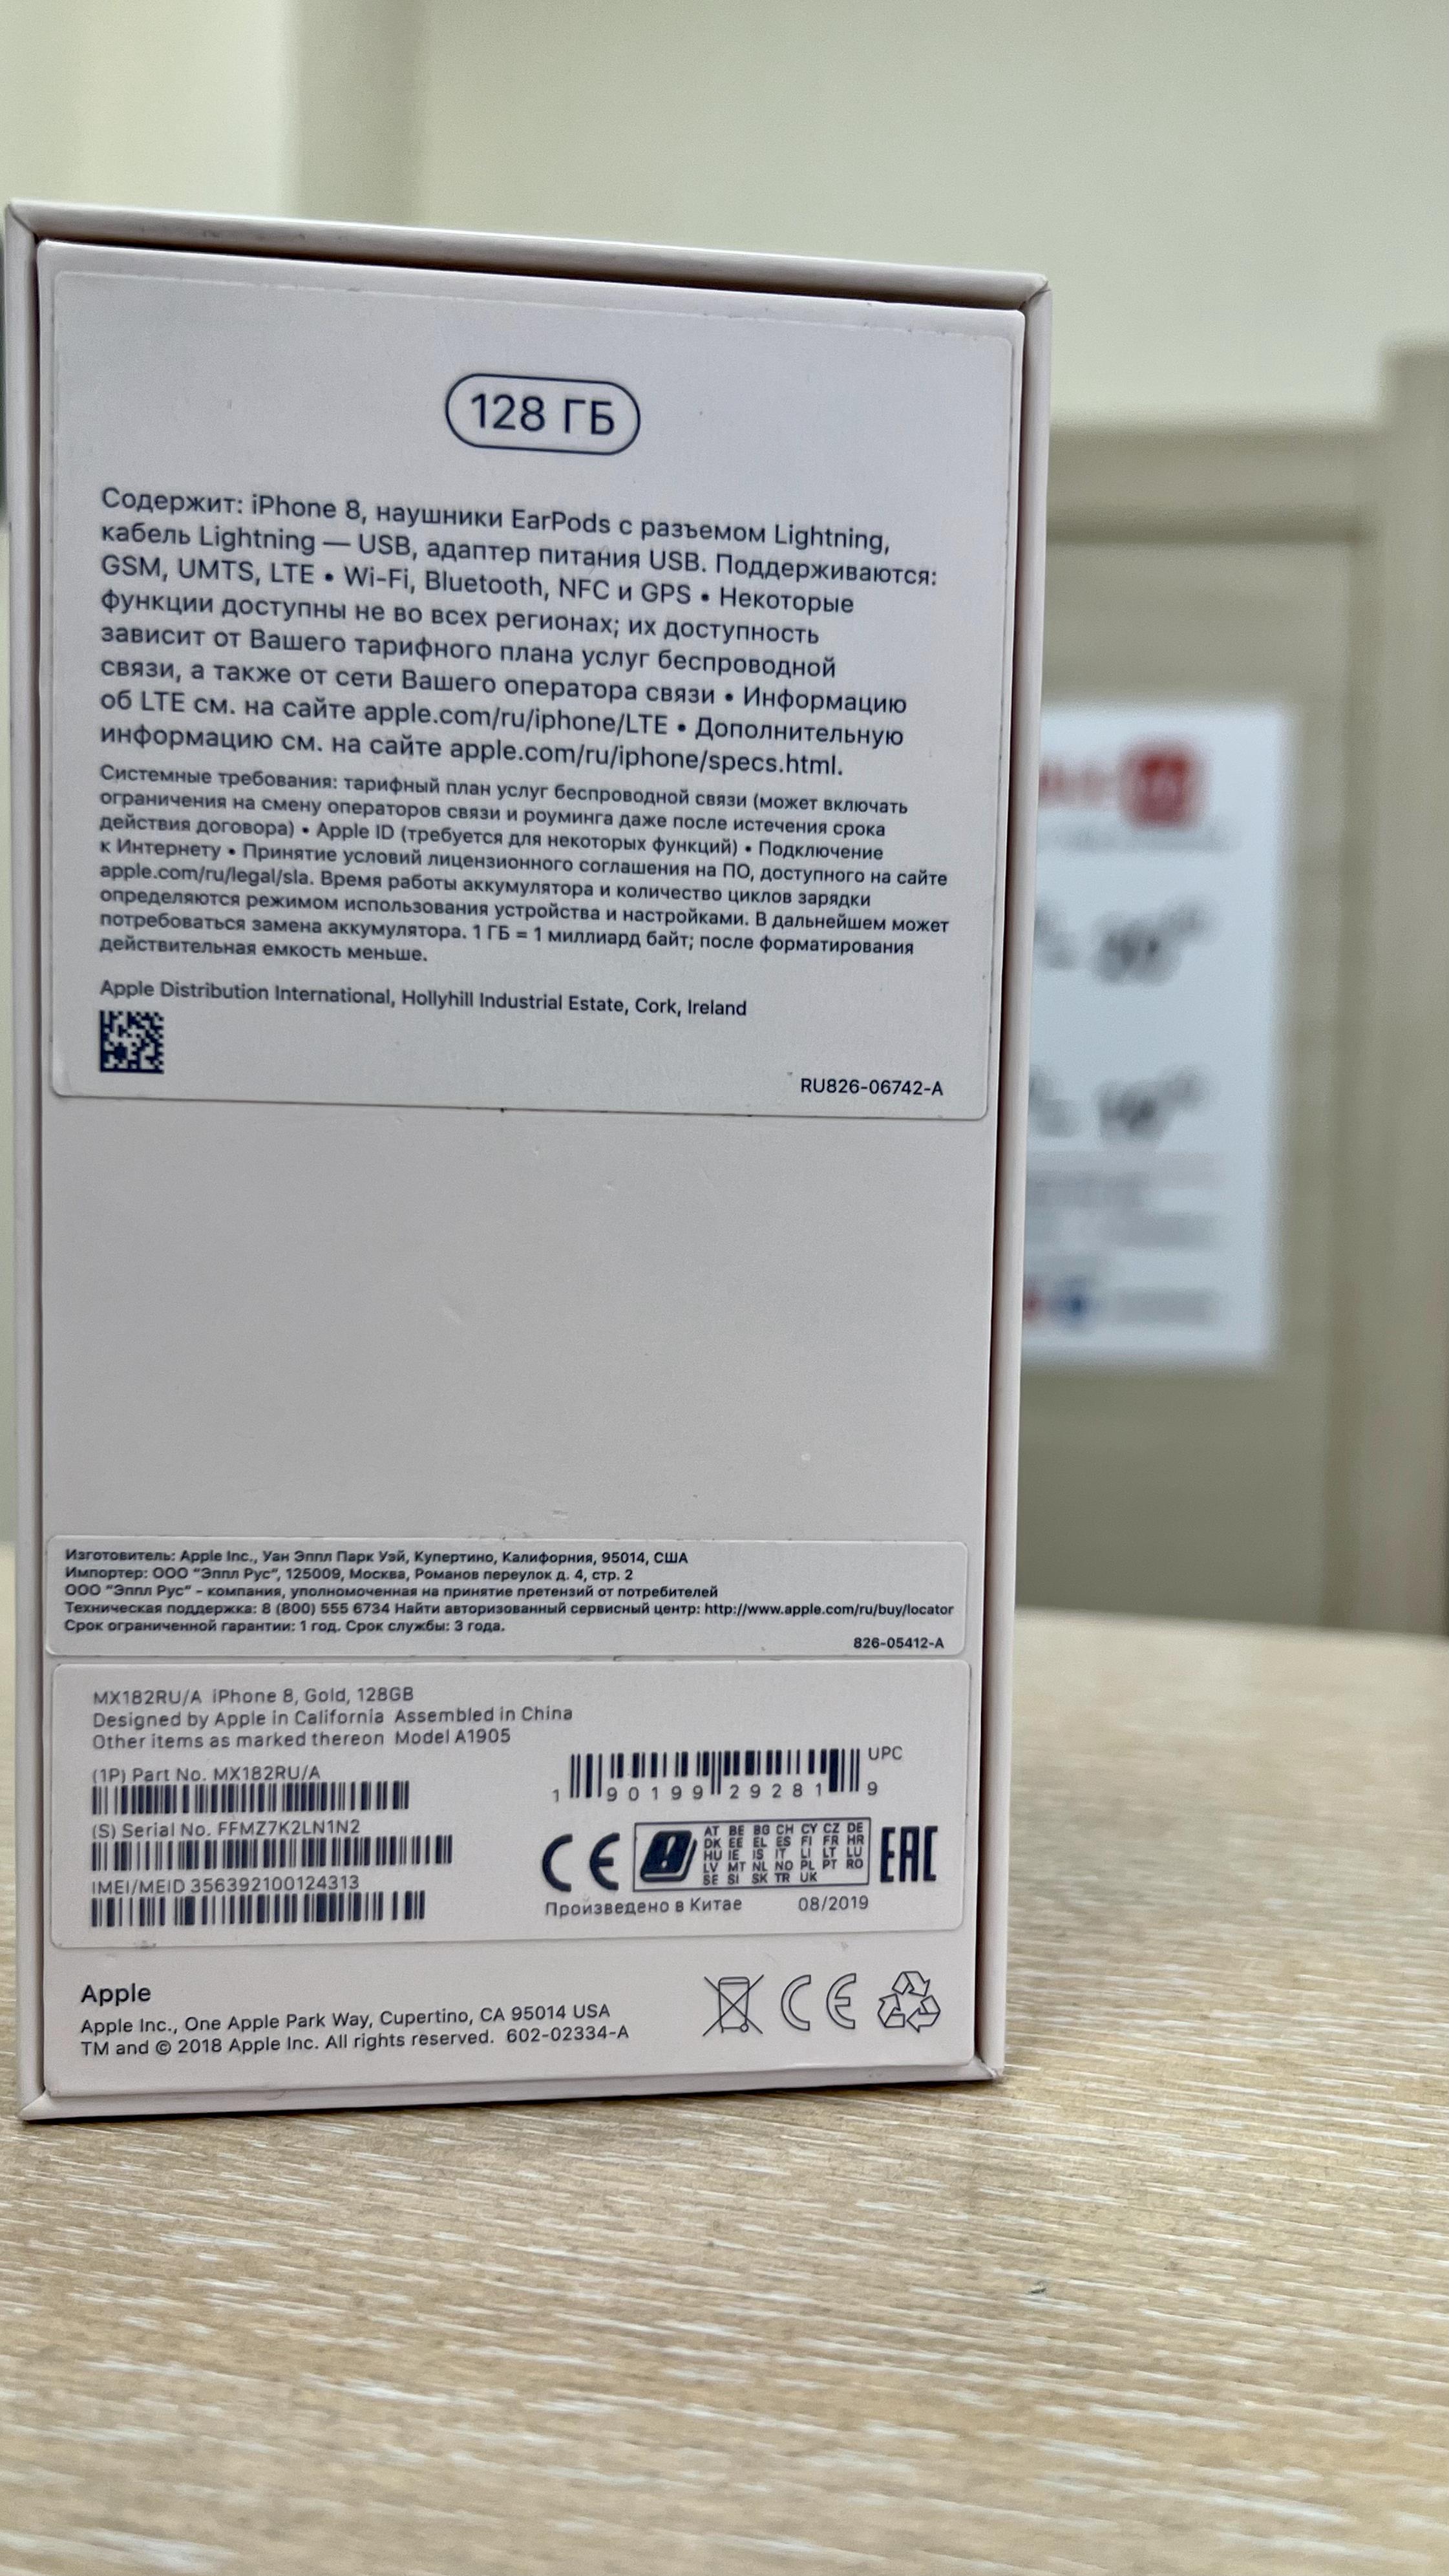 128 ГБ
Содержит: iPhone 8, наушники EarPods с разъемом Lightning,
кабель Lightning — USB, адаптер питания USB. Поддерживаются:
GSM, UMTS, LTE • Wi-Fi, Bluetooth, NFC и GPS • Некоторые
функции доступны не во всех регионах; их доступность
зависит от Вашего тарифного плана услуг беспроводной
связи, а также от сети Вашего оператора связи • Информацию
об LTE см. на сайте apple.com/ru/iphone/LTE • Дополнительную
информацию см. на сайте apple.com/ru/iphone/specs.html.
Системные требования: тарифный план услуг беспроводной связи (может включать
ограничения на смену операторов связи и роуминга даже после истечения срока
действия договора) • Apple ID (требуется для некоторых функций) • Подключение
к Интернету • Принятие условий лицензионного соглашения на ПО, доступного на сайте
apple.com/ru/legal/sla. Время работы аккумулятора и количество циклов зарядки
определяются режимом использования устройства и настройками. В дальнейшем может
потребоваться замена аккумулятора. 1 ГБ = 1 миллиард байт; после форматирования
действительная емкость меньше.
Apple Distribution International, Hollyhill Industrial Estate, Cork, Ireland
RU826-06742-A
Изготовитель: Apple Inc., Уан Эппл Парк Уэй, Купертино, Калифорния, 95014, США
Импортер: ООО "Эппл Рус", 125009, Москва, Романов переулок д. 4, стр. 2
ООО "Эппл Рус" - компания, уполномоченная на принятие претензий от потребителей
Техническая поддержка: 8 (800) 555 6734 Найти авторизованный сервисный центр: http://www.apple.com/ru/buy/locator
Срок ограниченной гарантии: 1 год. Срок службы: 3 года.
826-05412-A
MX182RU/A iPhone 8, Gold, 128GB
Designed by Apple in California Assembled in China
Other items as marked thereon Model A1905
(1P) Part No. MX182RU/A
UPC
1 90199 29281 9
(S) Serial No. FFMZ7K2LN1N2
IMEI/MEID 356392100124313
CE
AT BE BG CH CY CZ DE
DK EE EL ES FI FR HR
HU IE IS IT LI LT LU
LV MT NL NO PL PT RO
SE SI SK TR UK
EAC
Произведено в Китае 08/2019
Apple
Apple Inc., One Apple Park Way, Cupertino, CA 95014 USA
TM and © 2018 Apple Inc. All rights reserved. 602-02334-A
CE